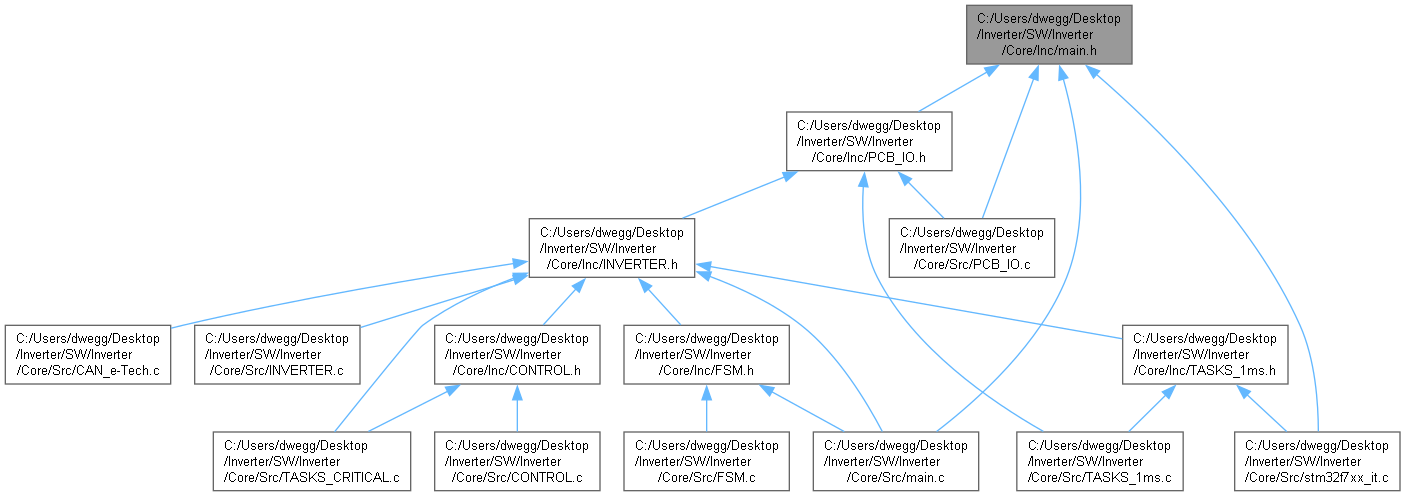 C:/Users/dwegg/Desktop
/Inverter/SW/Inverter
/Core/Inc/main.h
C:/Users/dwegg/Desktop
/Inverter/SW/Inverter
/Core/Inc/PCB_IO.h
C:/Users/dwegg/Desktop
/Inverter/SW/Inverter
/Core/Inc/INVERTER.h
C:/Users/dwegg/Desktop
/Inverter/SW/Inverter
/Core/Src/PCB_IO.c
C:/Users/dwegg/Desktop
/Inverter/SW/Inverter
/Core/Src/CAN_e-Tech.c
C:/Users/dwegg/Desktop
/Inverter/SW/Inverter
/Core/Src/INVERTER.c
C:/Users/dwegg/Desktop
/Inverter/SW/Inverter
/Core/Inc/CONTROL.h
C:/Users/dwegg/Desktop
/Inverter/SW/Inverter
/Core/Inc/FSM.h
C:/Users/dwegg/Desktop
/Inverter/SW/Inverter
/Core/Inc/TASKS_1ms.h
C:/Users/dwegg/Desktop
/Inverter/SW/Inverter
/Core/Src/TASKS_CRITICAL.c
C:/Users/dwegg/Desktop
/Inverter/SW/Inverter
/Core/Src/CONTROL.c
C:/Users/dwegg/Desktop
/Inverter/SW/Inverter
/Core/Src/FSM.c
C:/Users/dwegg/Desktop
/Inverter/SW/Inverter
/Core/Src/main.c
C:/Users/dwegg/Desktop
/Inverter/SW/Inverter
/Core/Src/TASKS_1ms.c
C:/Users/dwegg/Desktop
/Inverter/SW/Inverter
/Core/Src/stm32f7xx_it.c